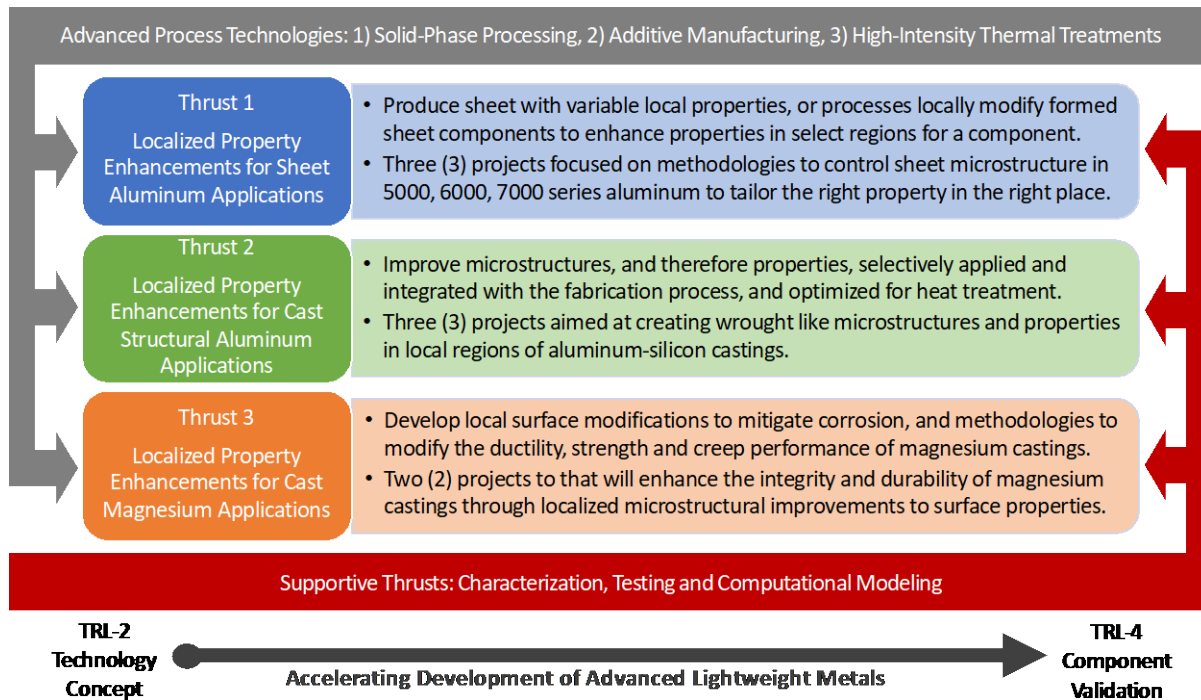 Advanced Process Technologies: 1) Solid-Phase Processing, 2) Additive Manufacturing, 3) High-Intensity Thermal Treatments
Thrust 1
Localized Property
Enhancements for Sheet
Aluminum Applications
• Produce sheet with variable local properties, or processes locally modify formed
sheet components to enhance properties in select regions for a component.
• Three (3) projects focused on methodologies to control sheet microstructure in
5000, 6000, 7000 series aluminum to tailor the right property in the right place.
Thrust 2
Localized Property
Enhancements for Cast
Structural Aluminum
Applications
• Improve microstructures, and therefore properties, selectively applied and
integrated with the fabrication process, and optimized for heat treatment.
• Three (3) projects aimed at creating wrought like microstructures and properties
in local regions of aluminum-silicon castings.
Thrust 3
Localized Property
Enhancements for Cast
Magnesium Applications
• Develop local surface modifications to mitigate corrosion, and methodologies to
modify the ductility, strength and creep performance of magnesium castings.
• Two (2) projects to that will enhance the integrity and durability of magnesium
castings through localized microstructural improvements to surface properties.
Supportive Thrusts: Characterization, Testing and Computational Modeling
TRL-2
Technology
Concept
Accelerating Development of Advanced Lightweight Metals
TRL-4
Component
Validation